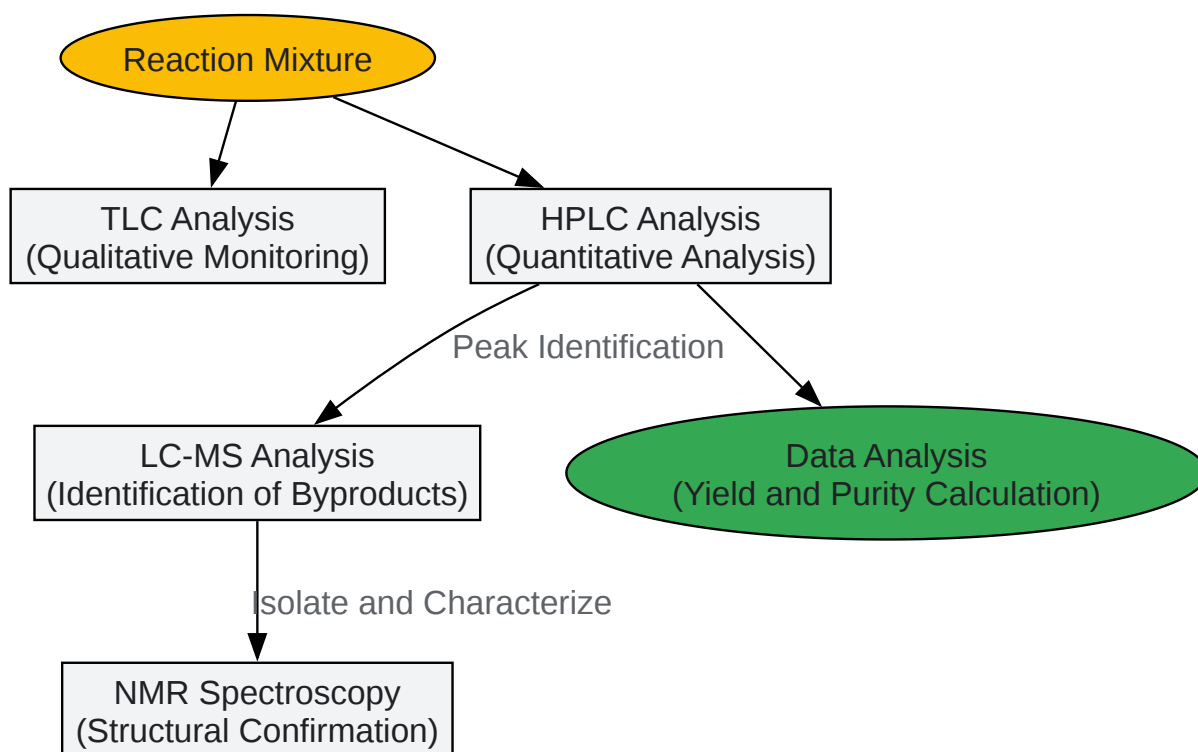 Reaction Mixture
TLC Analysis
(Qualitative Monitoring)
HPLC Analysis
(Quantitative Analysis)
Peak Identification
LC-MS Analysis
(Identification of Byproducts)
Data Analysis
(Yield and Purity Calculation)
Isolate and Characterize
NMR Spectroscopy
(Structural Confirmation)